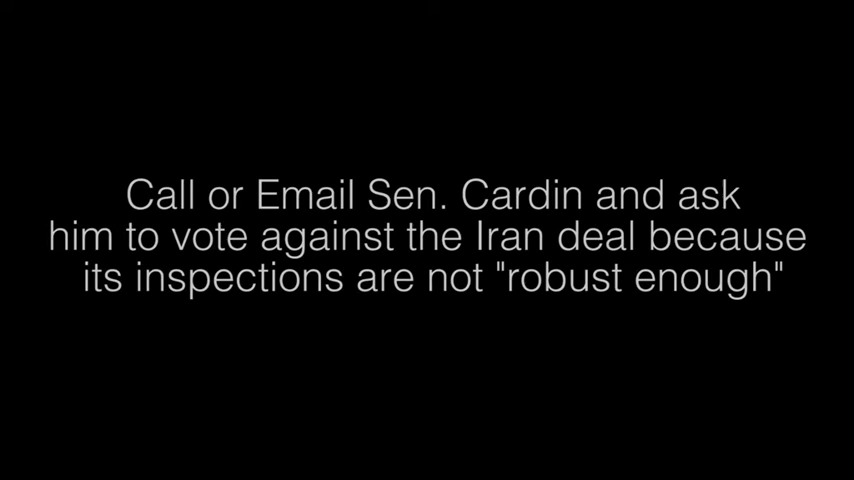 Call or Email Sen. Cardin and ask
him to vote against the Iran deal because
its inspections are not "robust enough"